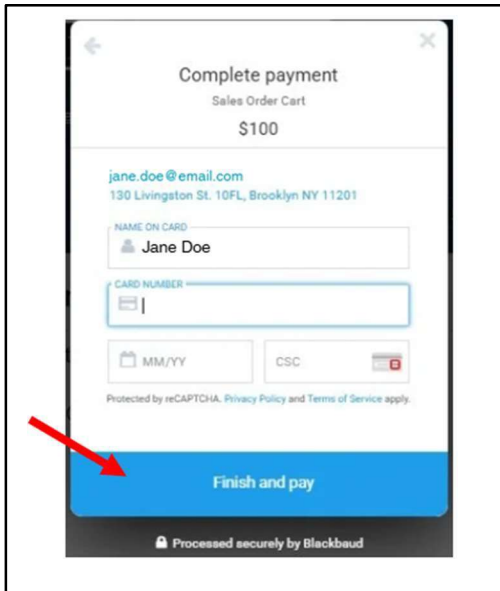 Complete payment
Sales Order Cart
$100
jane.doe@email.com
130 Livingston St. 10FL, Brooklyn NY 11201
NAME ON CARD
Jane Doe
CARD NUMBER
MM/YY CSC
Protected by reCAPTCHA. Privacy Policy and Terms of Service apply.
Finish and pay
Processed securely by Blackbaud